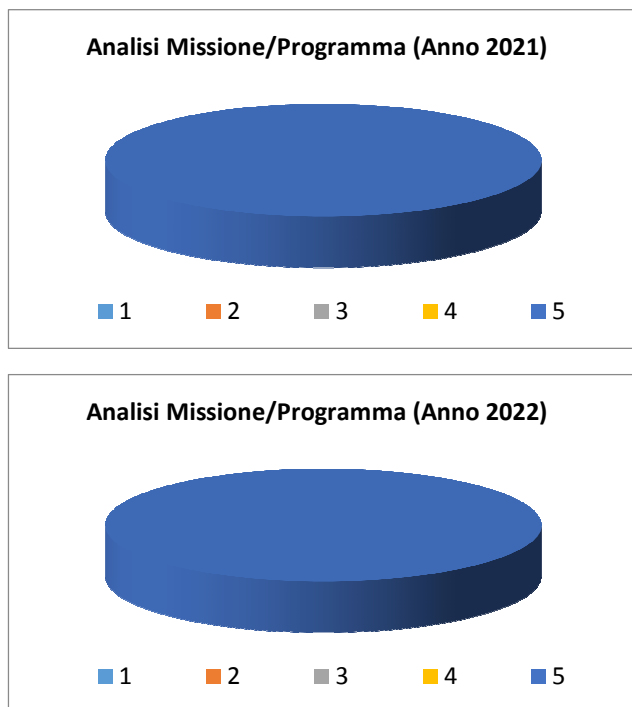 Analisi Missione/Programma (Anno 2021)
1 2 3 4 5
Analisi Missione/Programma (Anno 2022)
1 2 3 4 5